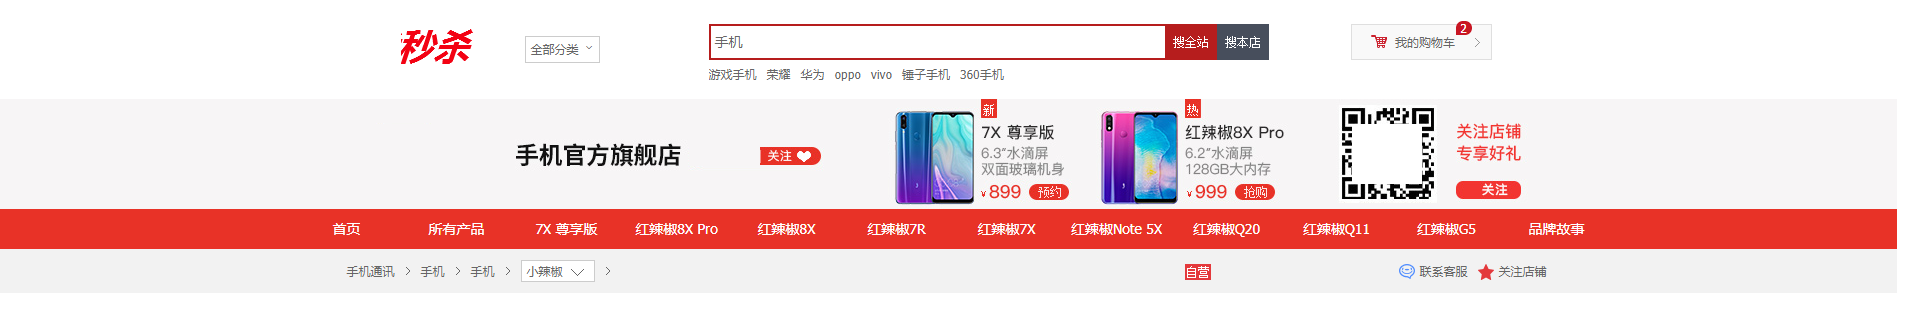 秒杀
全部分类
手机
搜全站
搜本店
我的购物车
2
游戏手机 荣耀 华为 oppo vivo 锤子手机 360手机
手机官方旗舰店
关注
新
7X 尊享版
6.3″水滴屏
双面玻璃机身
¥899 预约
热
红辣椒8X Pro
6.2″水滴屏
128GB大内存
¥999 抢购
关注店铺
专享好礼
关注
首页 所有产品 7X 尊享版 红辣椒8X Pro 红辣椒8X 红辣椒7R 红辣椒7X 红辣椒Note 5X 红辣椒Q20 红辣椒Q11 红辣椒G5 品牌故事
手机通讯 > 手机 > 手机 > 小辣椒 >
自营
联系客服
关注店铺